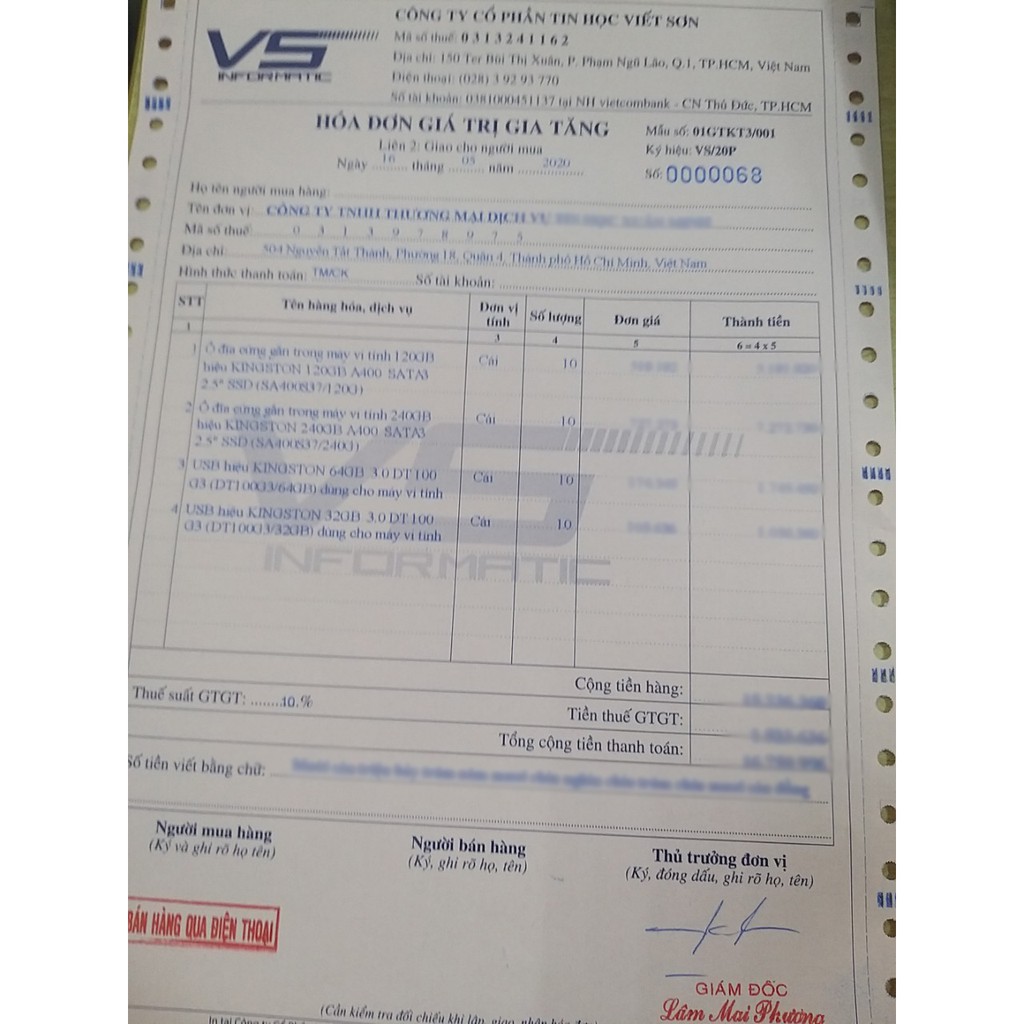 VS
INFORMATIC
CÔNG TY CỔ PHẦN TIN HỌC VIẾT SƠN
Mã số thuế: 0313241162
Địa chỉ: 150 Ter Bùi Thị Xuân, P. Phạm Ngũ Lão, Q.1, TP.HCM, Việt Nam
Điện thoại: (028) 3 92 93 770
Số tài khoản: 0381000451137 tại NH vietcombank - CN Thủ Đức, TP.HCM
HÓA ĐƠN GIÁ TRỊ GIA TĂNG
Liên 2: Giao cho người mua
Ngày 16 tháng 05 năm 2020
Mẫu số: 01GTKT3/001
Ký hiệu: VS/20P
Số: 0000068
Họ tên người mua hàng:
Tên đơn vị: CÔNG TY TNHH THƯƠNG MẠI DỊCH VỤ
Mã số thuế: 0 3 1 3 9 7 8 9 7 5
Địa chỉ: 504 Nguyễn Tất Thành, Phường 18, Quận 4, Thành phố Hồ Chí Minh, Việt Nam
Hình thức thanh toán: TM/CK Số tài khoản:
STT Tên hàng hóa, dịch vụ Đơn vị tính Số lượng Đơn giá Thành tiền
1 3 4 5 6 = 4 x 5
1 Ổ đĩa cứng gắn trong máy vi tính 120GB Cái 10
hiệu KINGSTON 120GB A400 SATA3
2.5" SSD (SA400S37/120G)
2 Ổ đĩa cứng gắn trong máy vi tính 240GB Cái 10
hiệu KINGSTON 240GB A400 SATA3
2.5" SSD (SA400S37/240G)
3 USB hiệu KINGSTON 64GB 3.0 DT100 Cái 10
G3 (DT100G3/64GB) dùng cho máy vi tính
4 USB hiệu KINGSTON 32GB 3.0 DT100 Cái 10
G3 (DT100G3/32GB) dùng cho máy vi tính
VS
INFORMATIC
Cộng tiền hàng:
Thuế suất GTGT: ........10.% Tiền thuế GTGT:
Tổng cộng tiền thanh toán:
Số tiền viết bằng chữ:
Người mua hàng
(Ký và ghi rõ họ tên)
Người bán hàng
(Ký, ghi rõ họ, tên)
Thủ trưởng đơn vị
(Ký, đóng dấu, ghi rõ họ, tên)
BÁN HÀNG QUA ĐIỆN THOẠI
GIÁM ĐỐC
Lâm Mai Phương
(Cần kiểm tra đối chiếu khi lập, giao, nhận hóa đơn